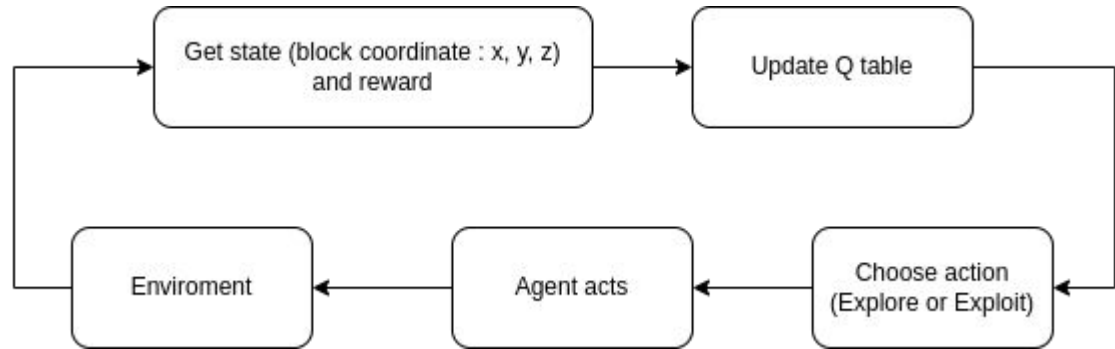 Get state (block coordinate : x, y, z)
and reward
Update Q table
Choose action
(Explore or Exploit)
Agent acts
Enviroment